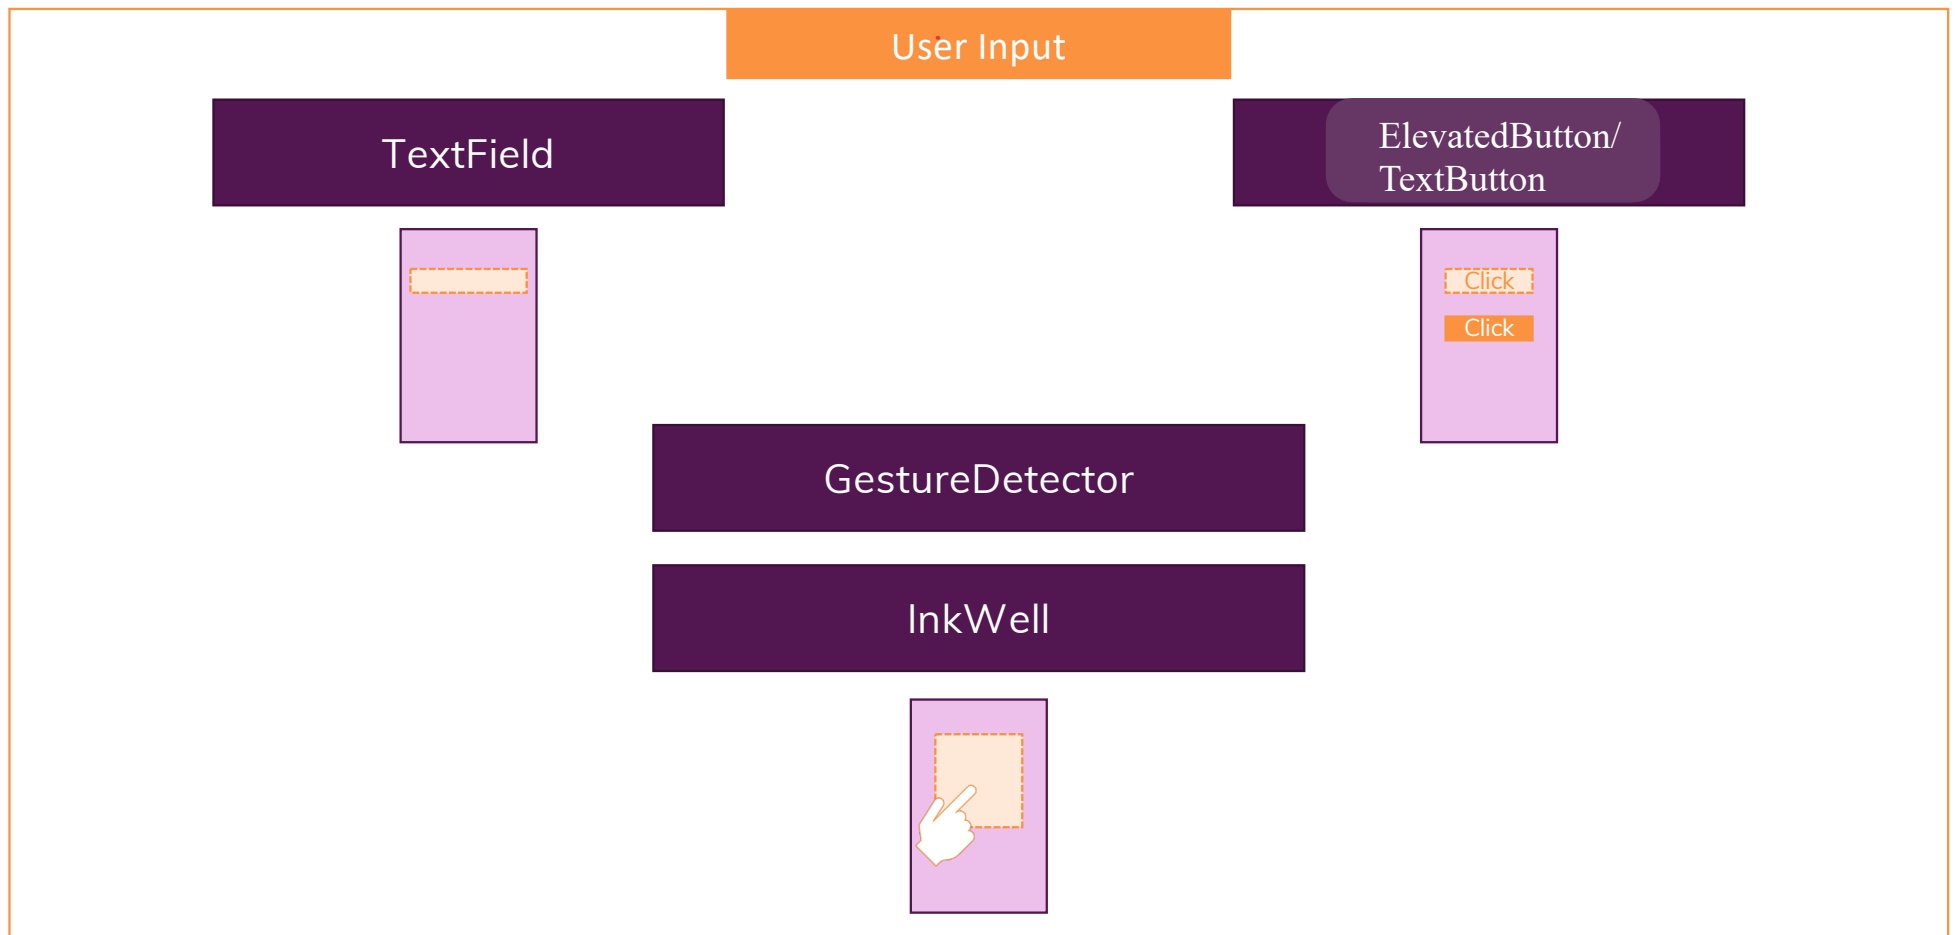 User Input
TextField
ElevatedButton/
TextButton
Click
Click
GestureDetector
InkWell